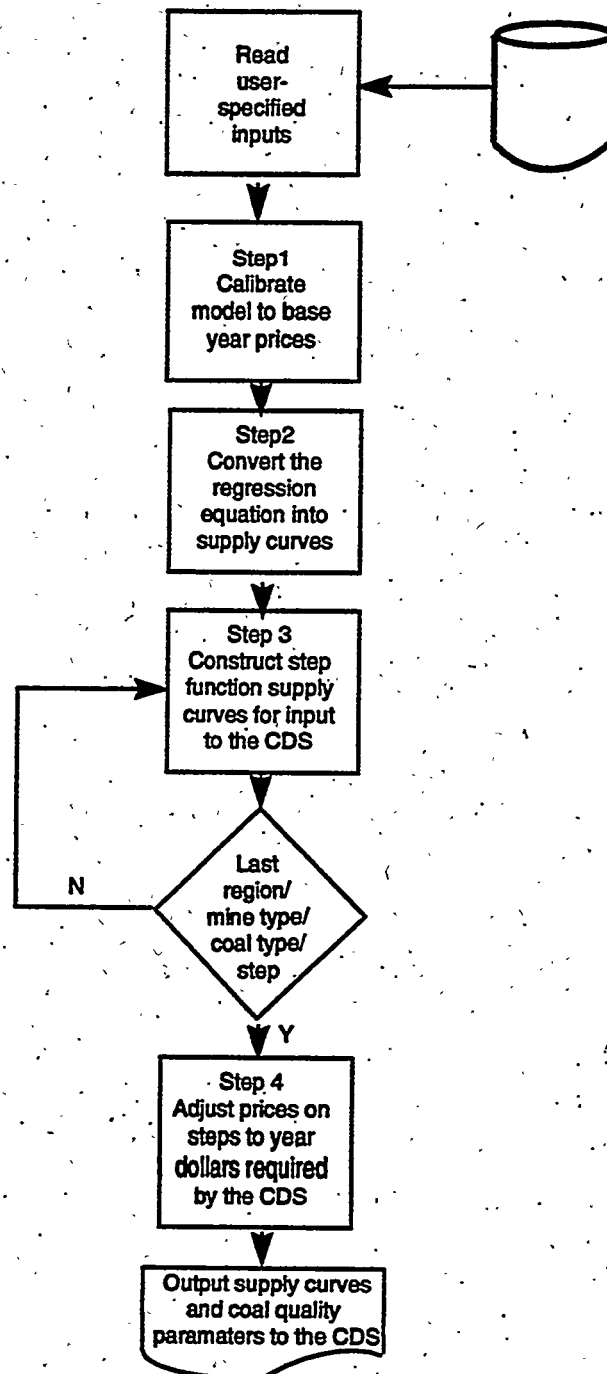 Read
user-
specified
inputs
Step1
Calibrate
model to base
year prices
Step2
Convert the
regression
equation into
supply curves
Step 3
Construct step
function supply
curves for input
to the CDS
Last
region/
mine type/
coal type/
step
N
Y
Step 4
Adjust prices on
steps to year
dollars required
by the CDS
Output supply curves
and coal quality
paramaters to the CDS